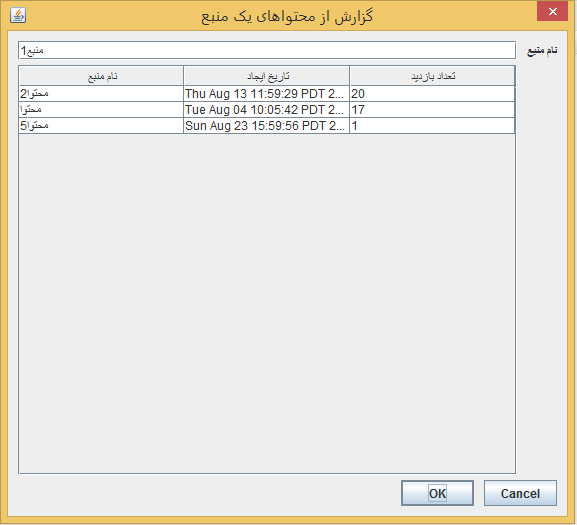 گزارش از محتواهای یک منبع
نام منبع
منبع1
نام منبع تاریخ ایجاد تعداد بازدید
محتوا2 Thu Aug 13 11:59:29 PDT 2... 20
محتوا Tue Aug 04 10:05:42 PDT 2... 17
محتوا5 Sun Aug 23 15:59:56 PDT 2... 1
OK Cancel